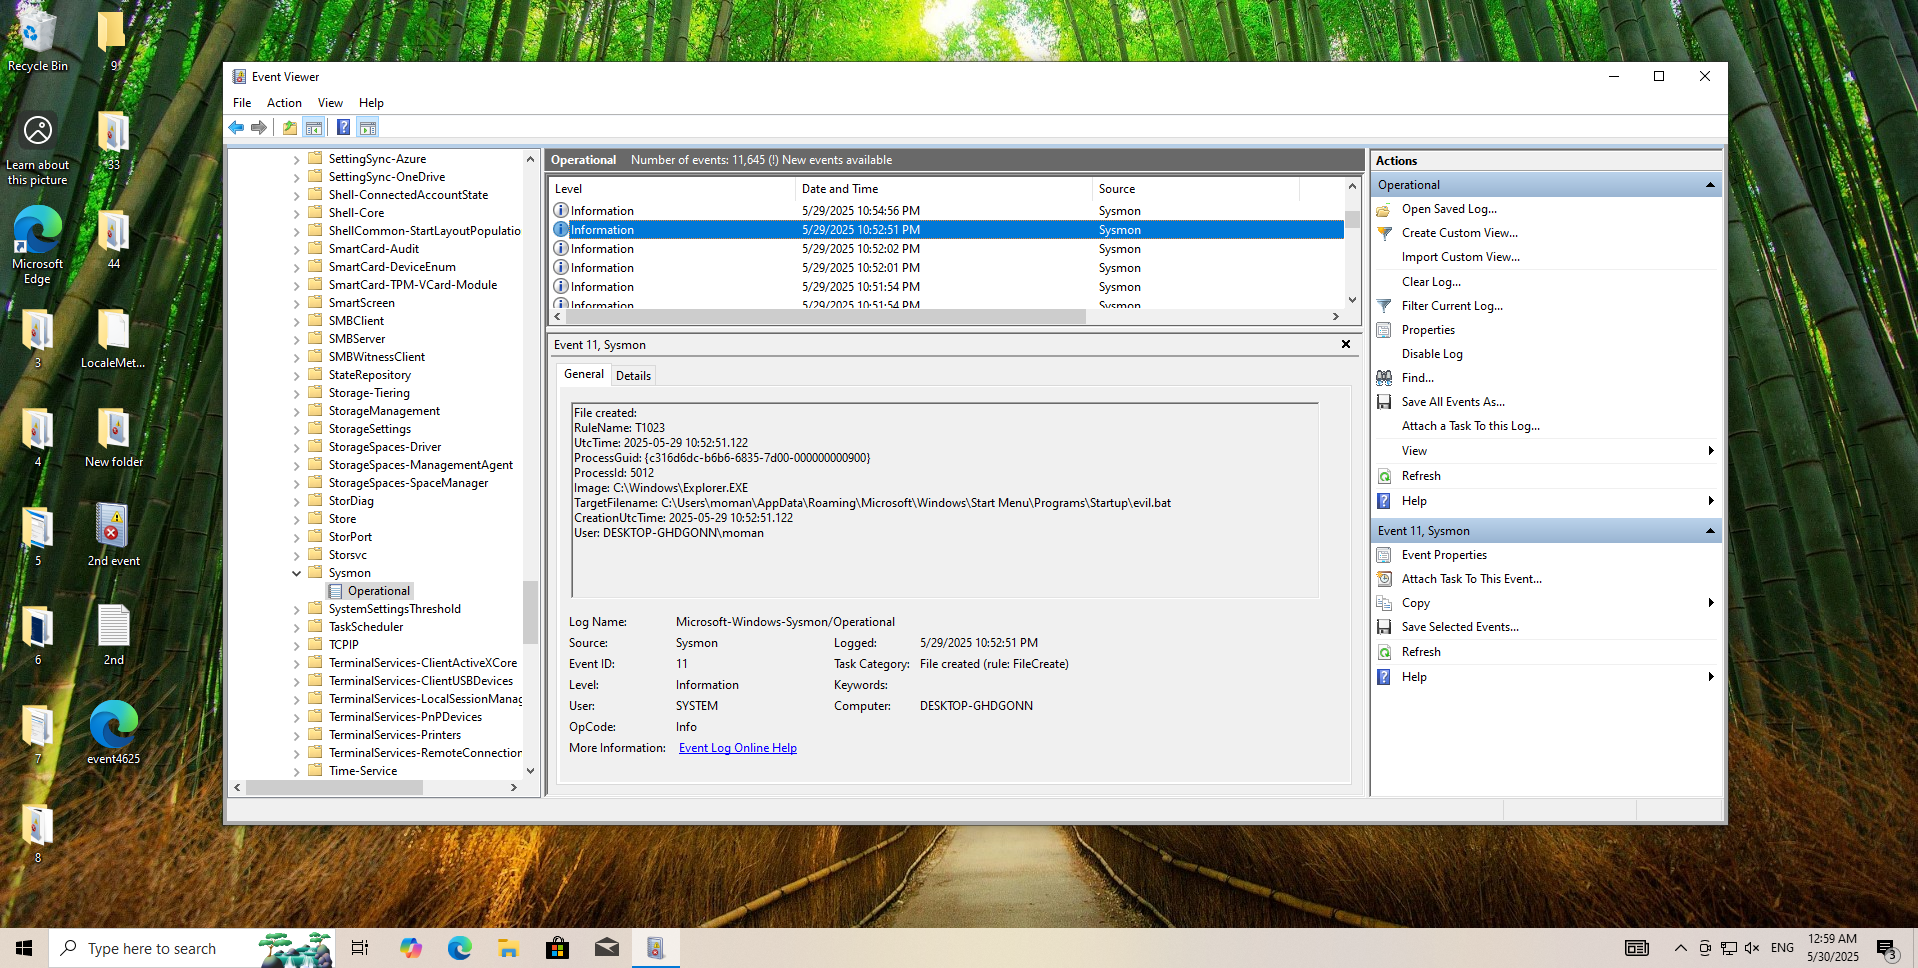 Recycle Bin
9
Learn about
this picture
33
Microsoft
Edge
44
3
LocaleMet...
4
New folder
5
2nd event
6
2nd
7
event4625
8
Event Viewer
File Action View Help
SettingSync-Azure
SettingSync-OneDrive
Shell-ConnectedAccountState
Shell-Core
ShellCommon-StartLayoutPopulatio
SmartCard-Audit
SmartCard-DeviceEnum
SmartCard-TPM-VCard-Module
SmartScreen
SMBClient
SMBServer
SMBWitnessClient
StateRepository
Storage-Tiering
StorageManagement
StorageSettings
StorageSpaces-Driver
StorageSpaces-ManagementAgent
StorageSpaces-SpaceManager
StorDiag
Store
StorPort
Storsvc
Sysmon
Operational
SystemSettingsThreshold
TaskScheduler
TCPIP
TerminalServices-ClientActiveXCore
TerminalServices-ClientUSBDevices
TerminalServices-LocalSessionManag
TerminalServices-PnPDevices
TerminalServices-Printers
TerminalServices-RemoteConnection
Time-Service
Operational Number of events: 11,645 (!) New events available
Level Date and Time Source
Information 5/29/2025 10:54:56 PM Sysmon
Information 5/29/2025 10:52:51 PM Sysmon
Information 5/29/2025 10:52:02 PM Sysmon
Information 5/29/2025 10:52:01 PM Sysmon
Information 5/29/2025 10:51:54 PM Sysmon
Information 5/29/2025 10:51:54 PM Sysmon
Event 11, Sysmon
General Details
File created:
RuleName: T1023
UtcTime: 2025-05-29 10:52:51.122
ProcessGuid: {c316d6dc-b6b6-6835-7d00-000000000900}
ProcessId: 5012
Image: C:\Windows\Explorer.EXE
TargetFilename: C:\Users\moman\AppData\Roaming\Microsoft\Windows\Start Menu\Programs\Startup\evil.bat
CreationUtcTime: 2025-05-29 10:52:51.122
User: DESKTOP-GHDGONN\moman
Log Name: Microsoft-Windows-Sysmon/Operational
Source: Sysmon Logged: 5/29/2025 10:52:51 PM
Event ID: 11 Task Category: File created (rule: FileCreate)
Level: Information Keywords:
User: SYSTEM Computer: DESKTOP-GHDGONN
OpCode: Info
More Information: Event Log Online Help
Actions
Operational
Open Saved Log...
Create Custom View...
Import Custom View...
Clear Log...
Filter Current Log...
Properties
Disable Log
Find...
Save All Events As...
Attach a Task To this Log...
View
Refresh
Help
Event 11, Sysmon
Event Properties
Attach Task To This Event...
Copy
Save Selected Events...
Refresh
Help
Type here to search
ENG
12:59 AM
5/30/2025
3